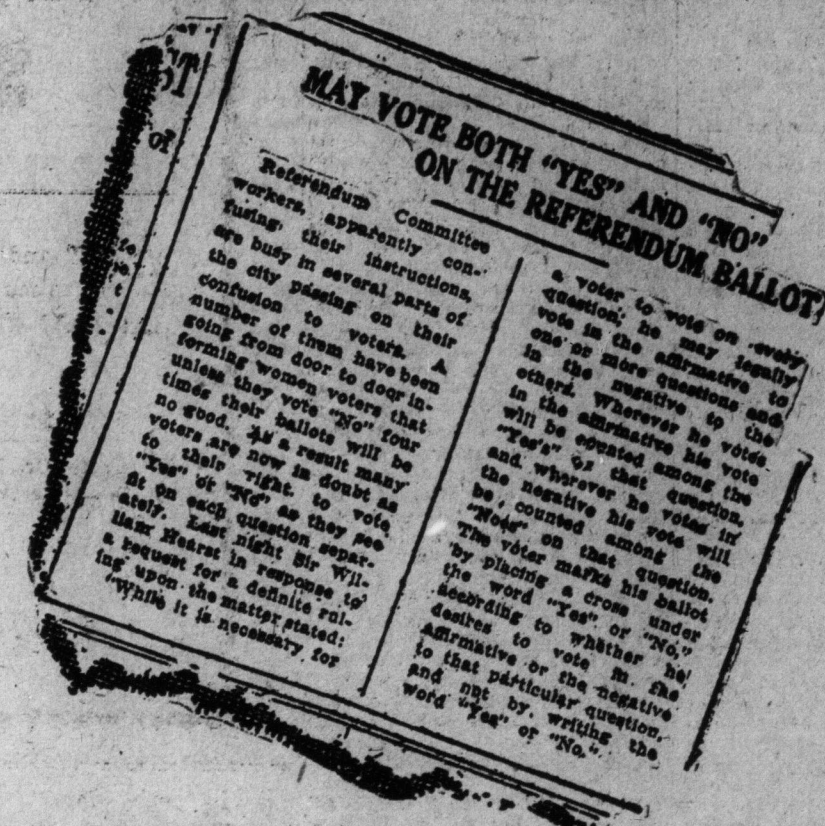 MAY VOTE BOTH "YES" AND "NO"
ON THE REFERENDUM BALLOT
Referendum Committee
workers, apparently con-
fusing, their instructions,
are busy in several parts of
the city passing on their
confusion to voters. A
number of them have been
going from door to door in-
forming women voters that
unless they vote "No" four
times their ballots will be
no good. As a result many
voters are now in doubt as
to their right to vote
"Yes" or "No" as they see
fit on each question separ-
ately. Last night Sir Wil-
liam Hearst in response to
a request for a definite rul-
ing upon the matter stated:
"While it is necessary for
a voter to vote on every
question, he may legally
vote in the affirmative to
one or more questions and
in the negative to the
others. Wherever he votes
in the affirmative his vote
will be counted among the
"Yes's" on that question,
and wherever he votes in
the negative his vote will
be counted among the
"Noes" on that question.
The voter marks his ballot
by placing a cross under
the word "Yes" or "No,"
according to whether he
desires to vote in the
affirmative or the negative
to that particular question,
and not by writing the
word "Yes" or "No."
of